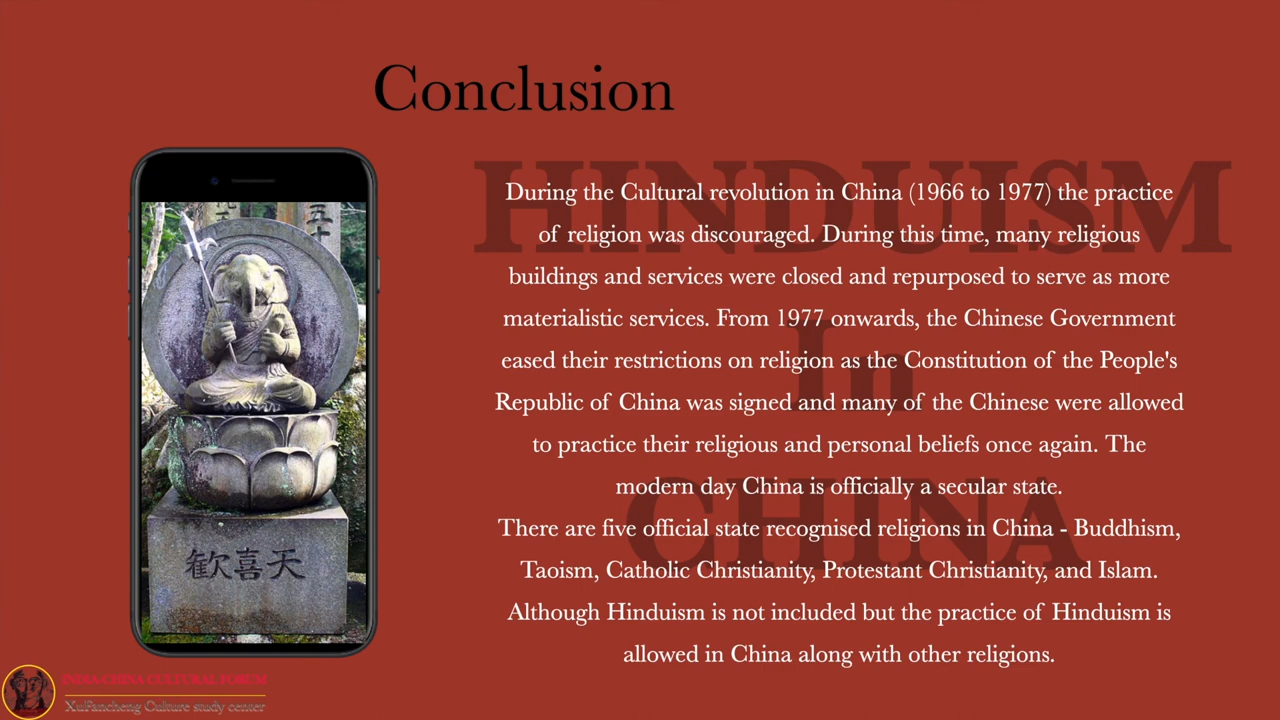 Conclusion
HINDUISM
In
CHINA
During the Cultural revolution in China (1966 to 1977) the practice
of religion was discouraged. During this time, many religious
buildings and services were closed and repurposed to serve as more
materialistic services. From 1977 onwards, the Chinese Government
eased their restrictions on religion as the Constitution of the People's
Republic of China was signed and many of the Chinese were allowed
to practice their religious and personal beliefs once again. The
modern day China is officially a secular state.
There are five official state recognised religions in China - Buddhism,
Taoism, Catholic Christianity, Protestant Christianity, and Islam.
Although Hinduism is not included but the practice of Hinduism is
allowed in China along with other religions.
五十
歓喜天
INDIA-CHINA CULTURAL FORUM
XuFancheng Culture study center